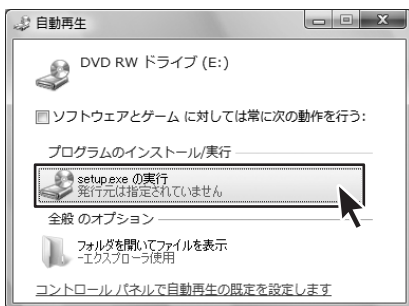 自動再生
DVD RW ドライブ (E:)
ソフトウェアとゲーム に対しては常に次の動作を行う:
プログラムのインストール/実行
setup.exe の実行
発行元は指定されていません
全般 のオプション
フォルダを開いてファイルを表示
-エクスプローラ使用
コントロール パネルで自動再生の既定を設定します